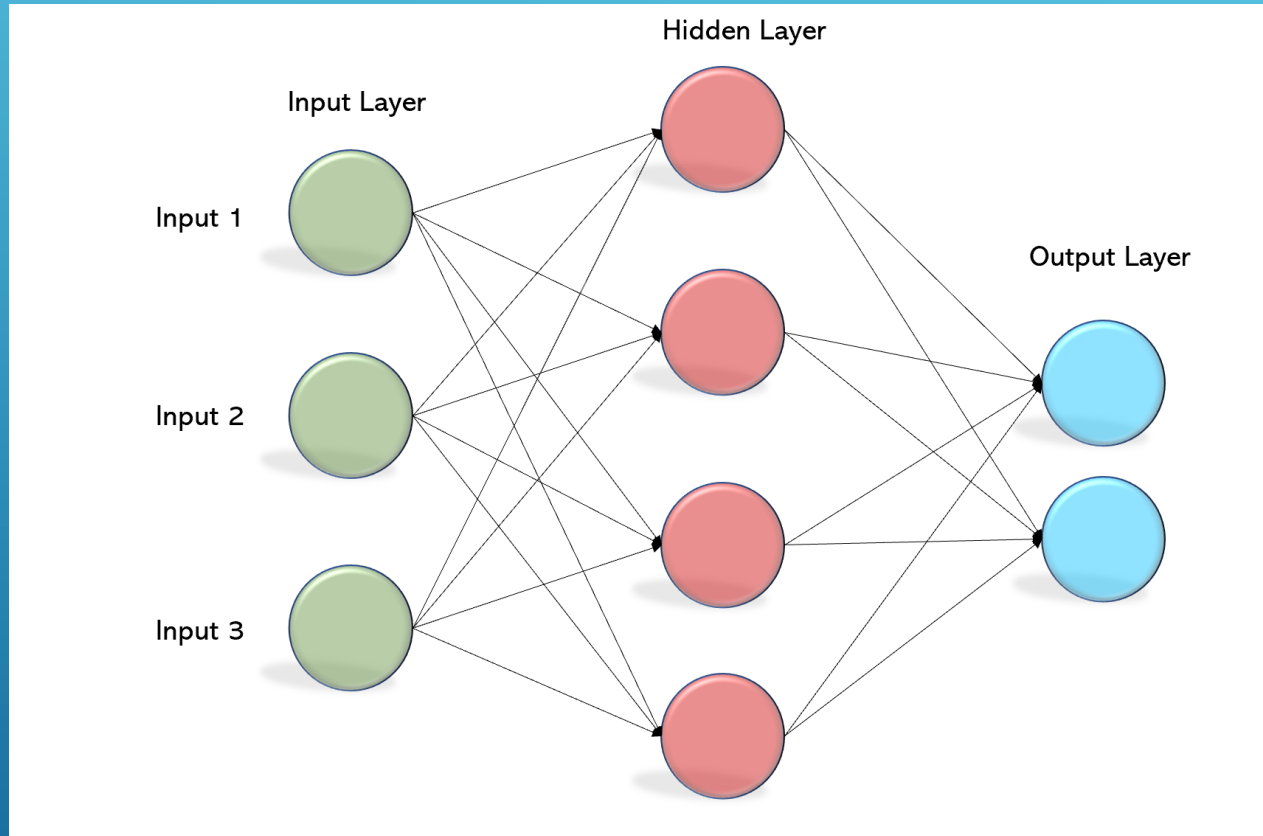 Hidden Layer
Input Layer
Input 1
Output Layer
Input 2
Input 3